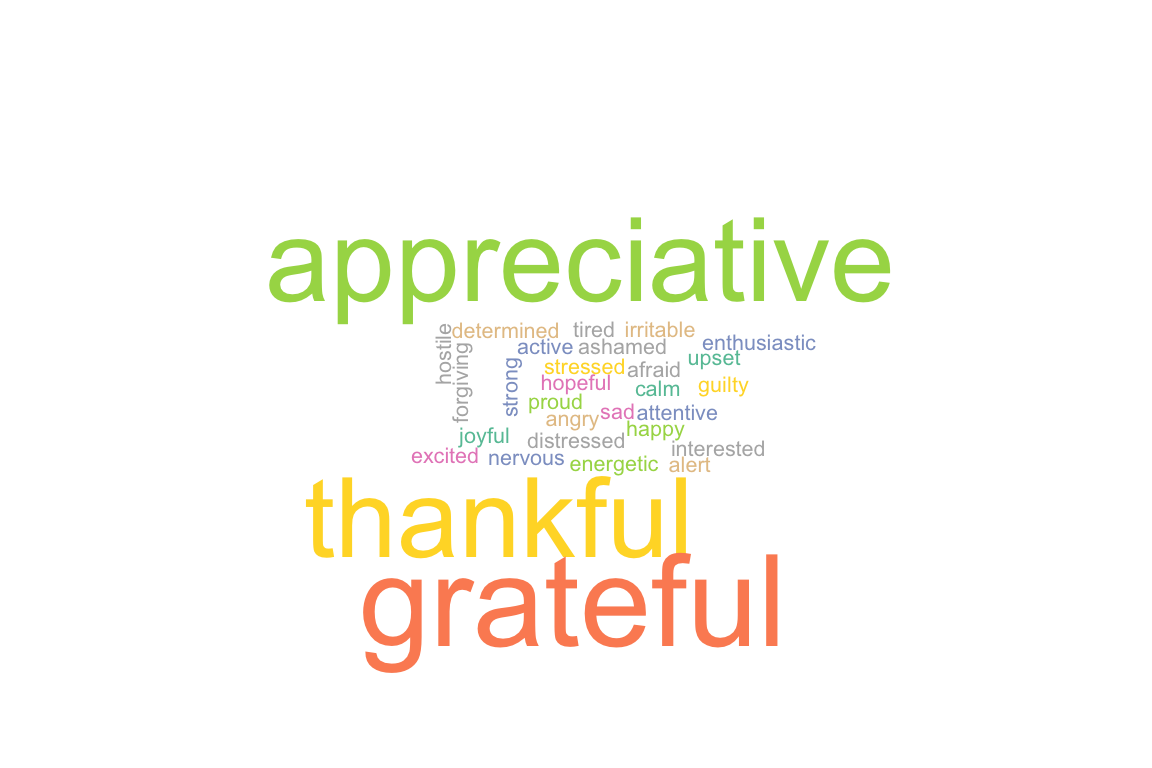 appreciative
determined
tired
irritable
hostile
enthusiastic
active
ashamed
upset
forgiving
strong
stressed
afraid
hopeful
calm
guilty
proud
sad
attentive
angry
happy
joyful
distressed
interested
excited
nervous
energetic
alert
thankful
grateful